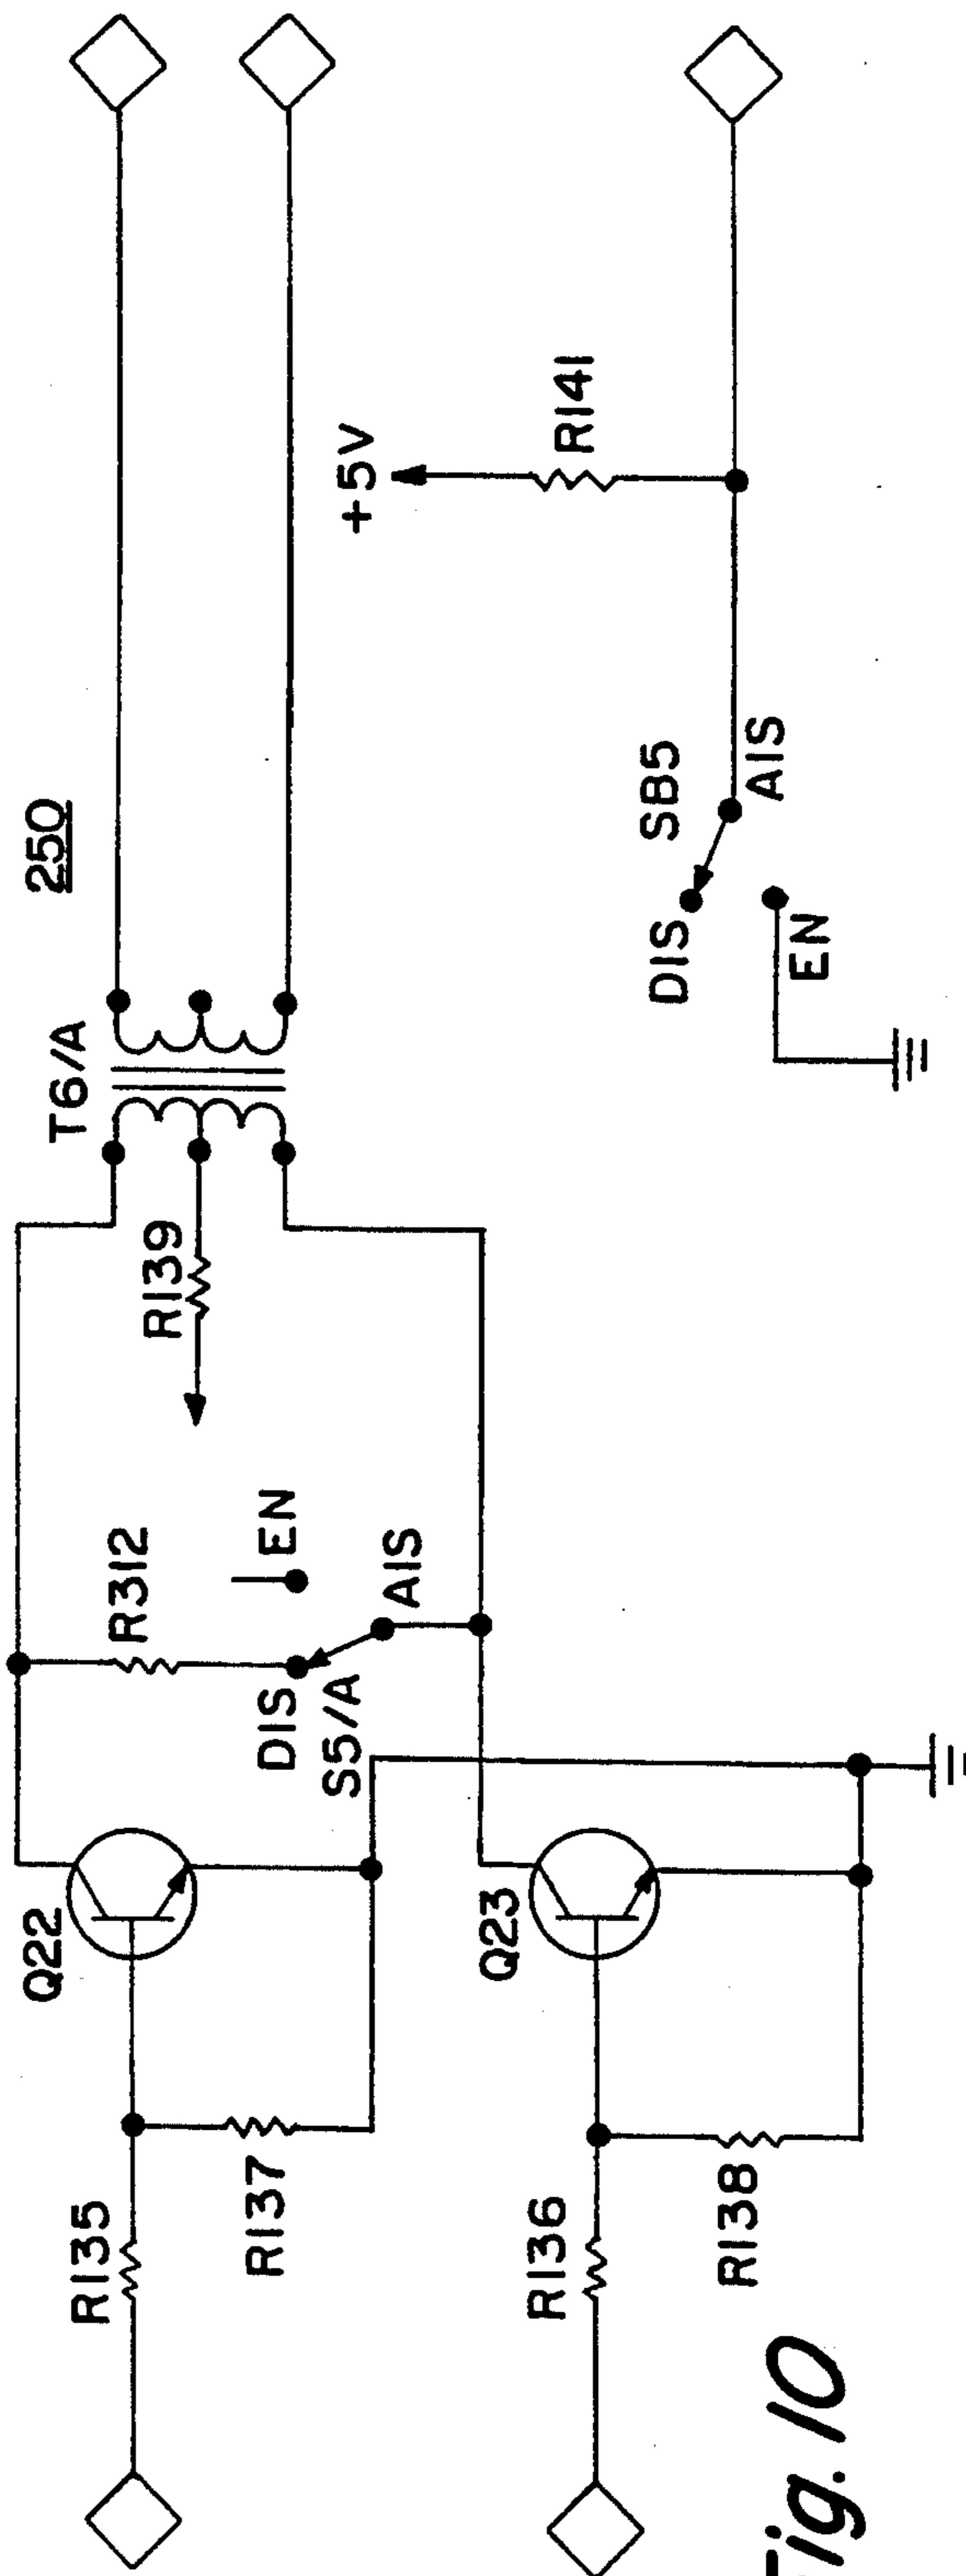 250
T6/A
R139
R312
EN
DIS
S5/A
AIS
Q22
R135
R137
Q23
R136
R138
+5V
R141
SB5
DIS
AIS
EN
Fig. 10